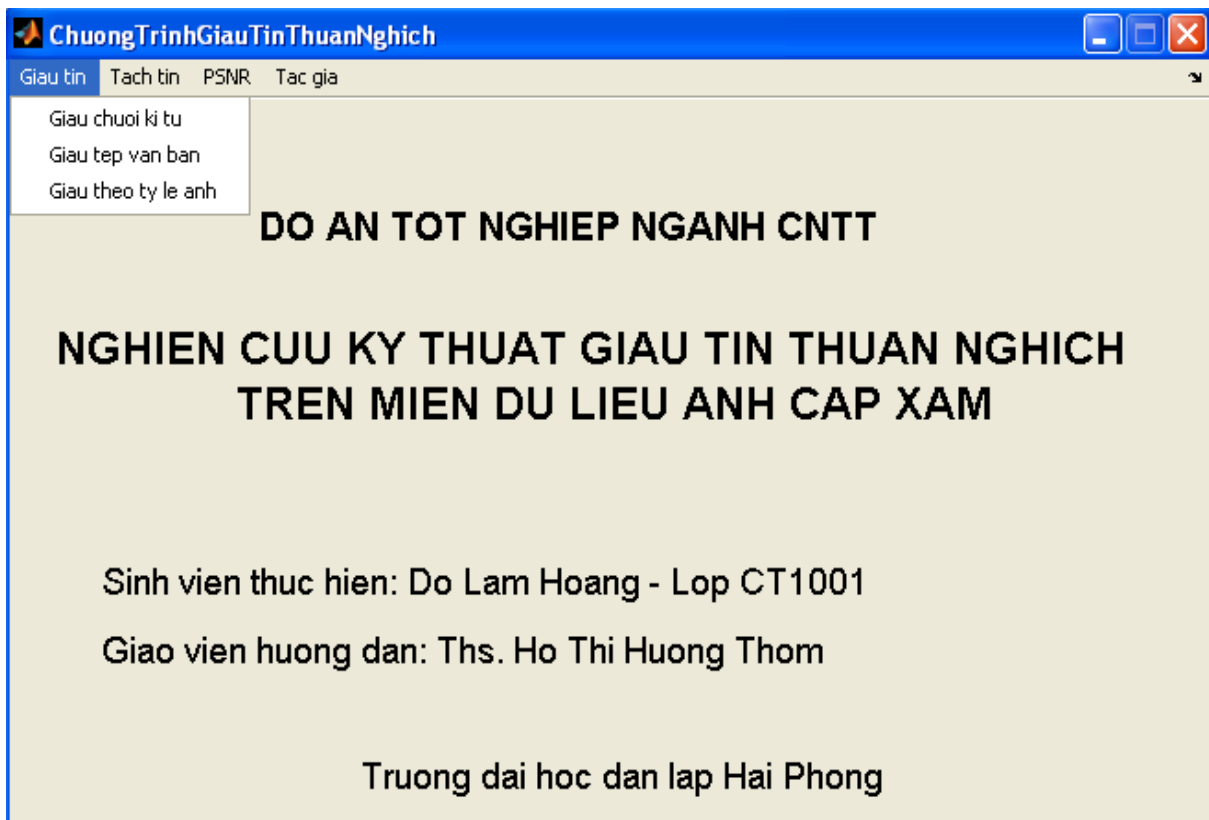 ChuongTrinhGiauTinThuanNghich
Giau tin Tach tin PSNR Tac gia
Giau chuoi ki tu
Giau tep van ban
Giau theo ty le anh
DO AN TOT NGHIEP NGANH CNTT
NGHIEN CUU KY THUAT GIAU TIN THUAN NGHICH
TREN MIEN DU LIEU ANH CAP XAM
Sinh vien thuc hien: Do Lam Hoang - Lop CT1001
Giao vien huong dan: Ths. Ho Thi Huong Thom
Truong dai hoc dan lap Hai Phong